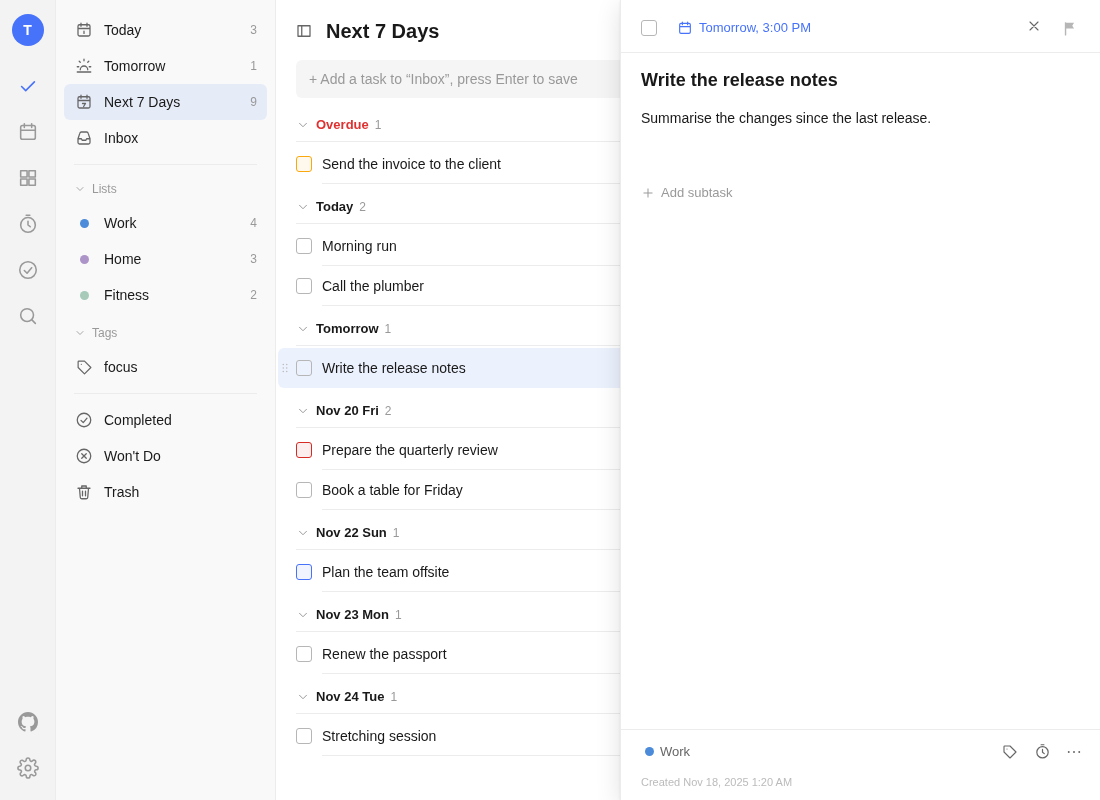 T
Today 3
Tomorrow 1
7 Next 7 Days 9
Inbox
Lists
Work 4
Home 3
Fitness 2
Tags
focus
Completed
Won't Do
Trash
Next 7 Days
+ Add a task to “Inbox”, press Enter to save
Overdue 1
Send the invoice to the client
Today 2
Morning run
Call the plumber
Tomorrow 1
Write the release notes
Nov 20 Fri 2
Prepare the quarterly review
Book a table for Friday
Nov 22 Sun 1
Plan the team offsite
Nov 23 Mon 1
Renew the passport
Nov 24 Tue 1
Stretching session
Tomorrow, 3:00 PM
Write the release notes
Summarise the changes since the last release.
Add subtask
Work
Created Nov 18, 2025 1:20 AM